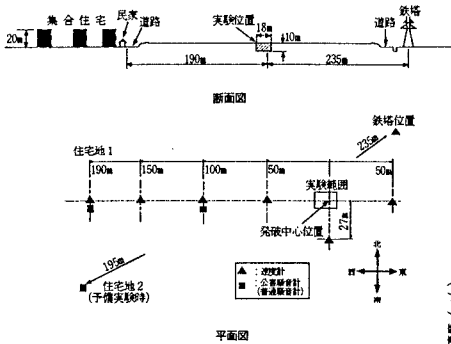 集合住宅
民家
道路
実験位置
18m
10m
20m
190m
235m
道路
鉄塔
断面図
住宅地1
190m
150m
100m
50m
実験範囲
鉄塔位置
235m
50m
27m
発破中心位置
195m
住宅地2
(予備実験時)
▲ : 速度計
■ : 公害騒音計
(普通騒音計)
北
西
東
南
平面図